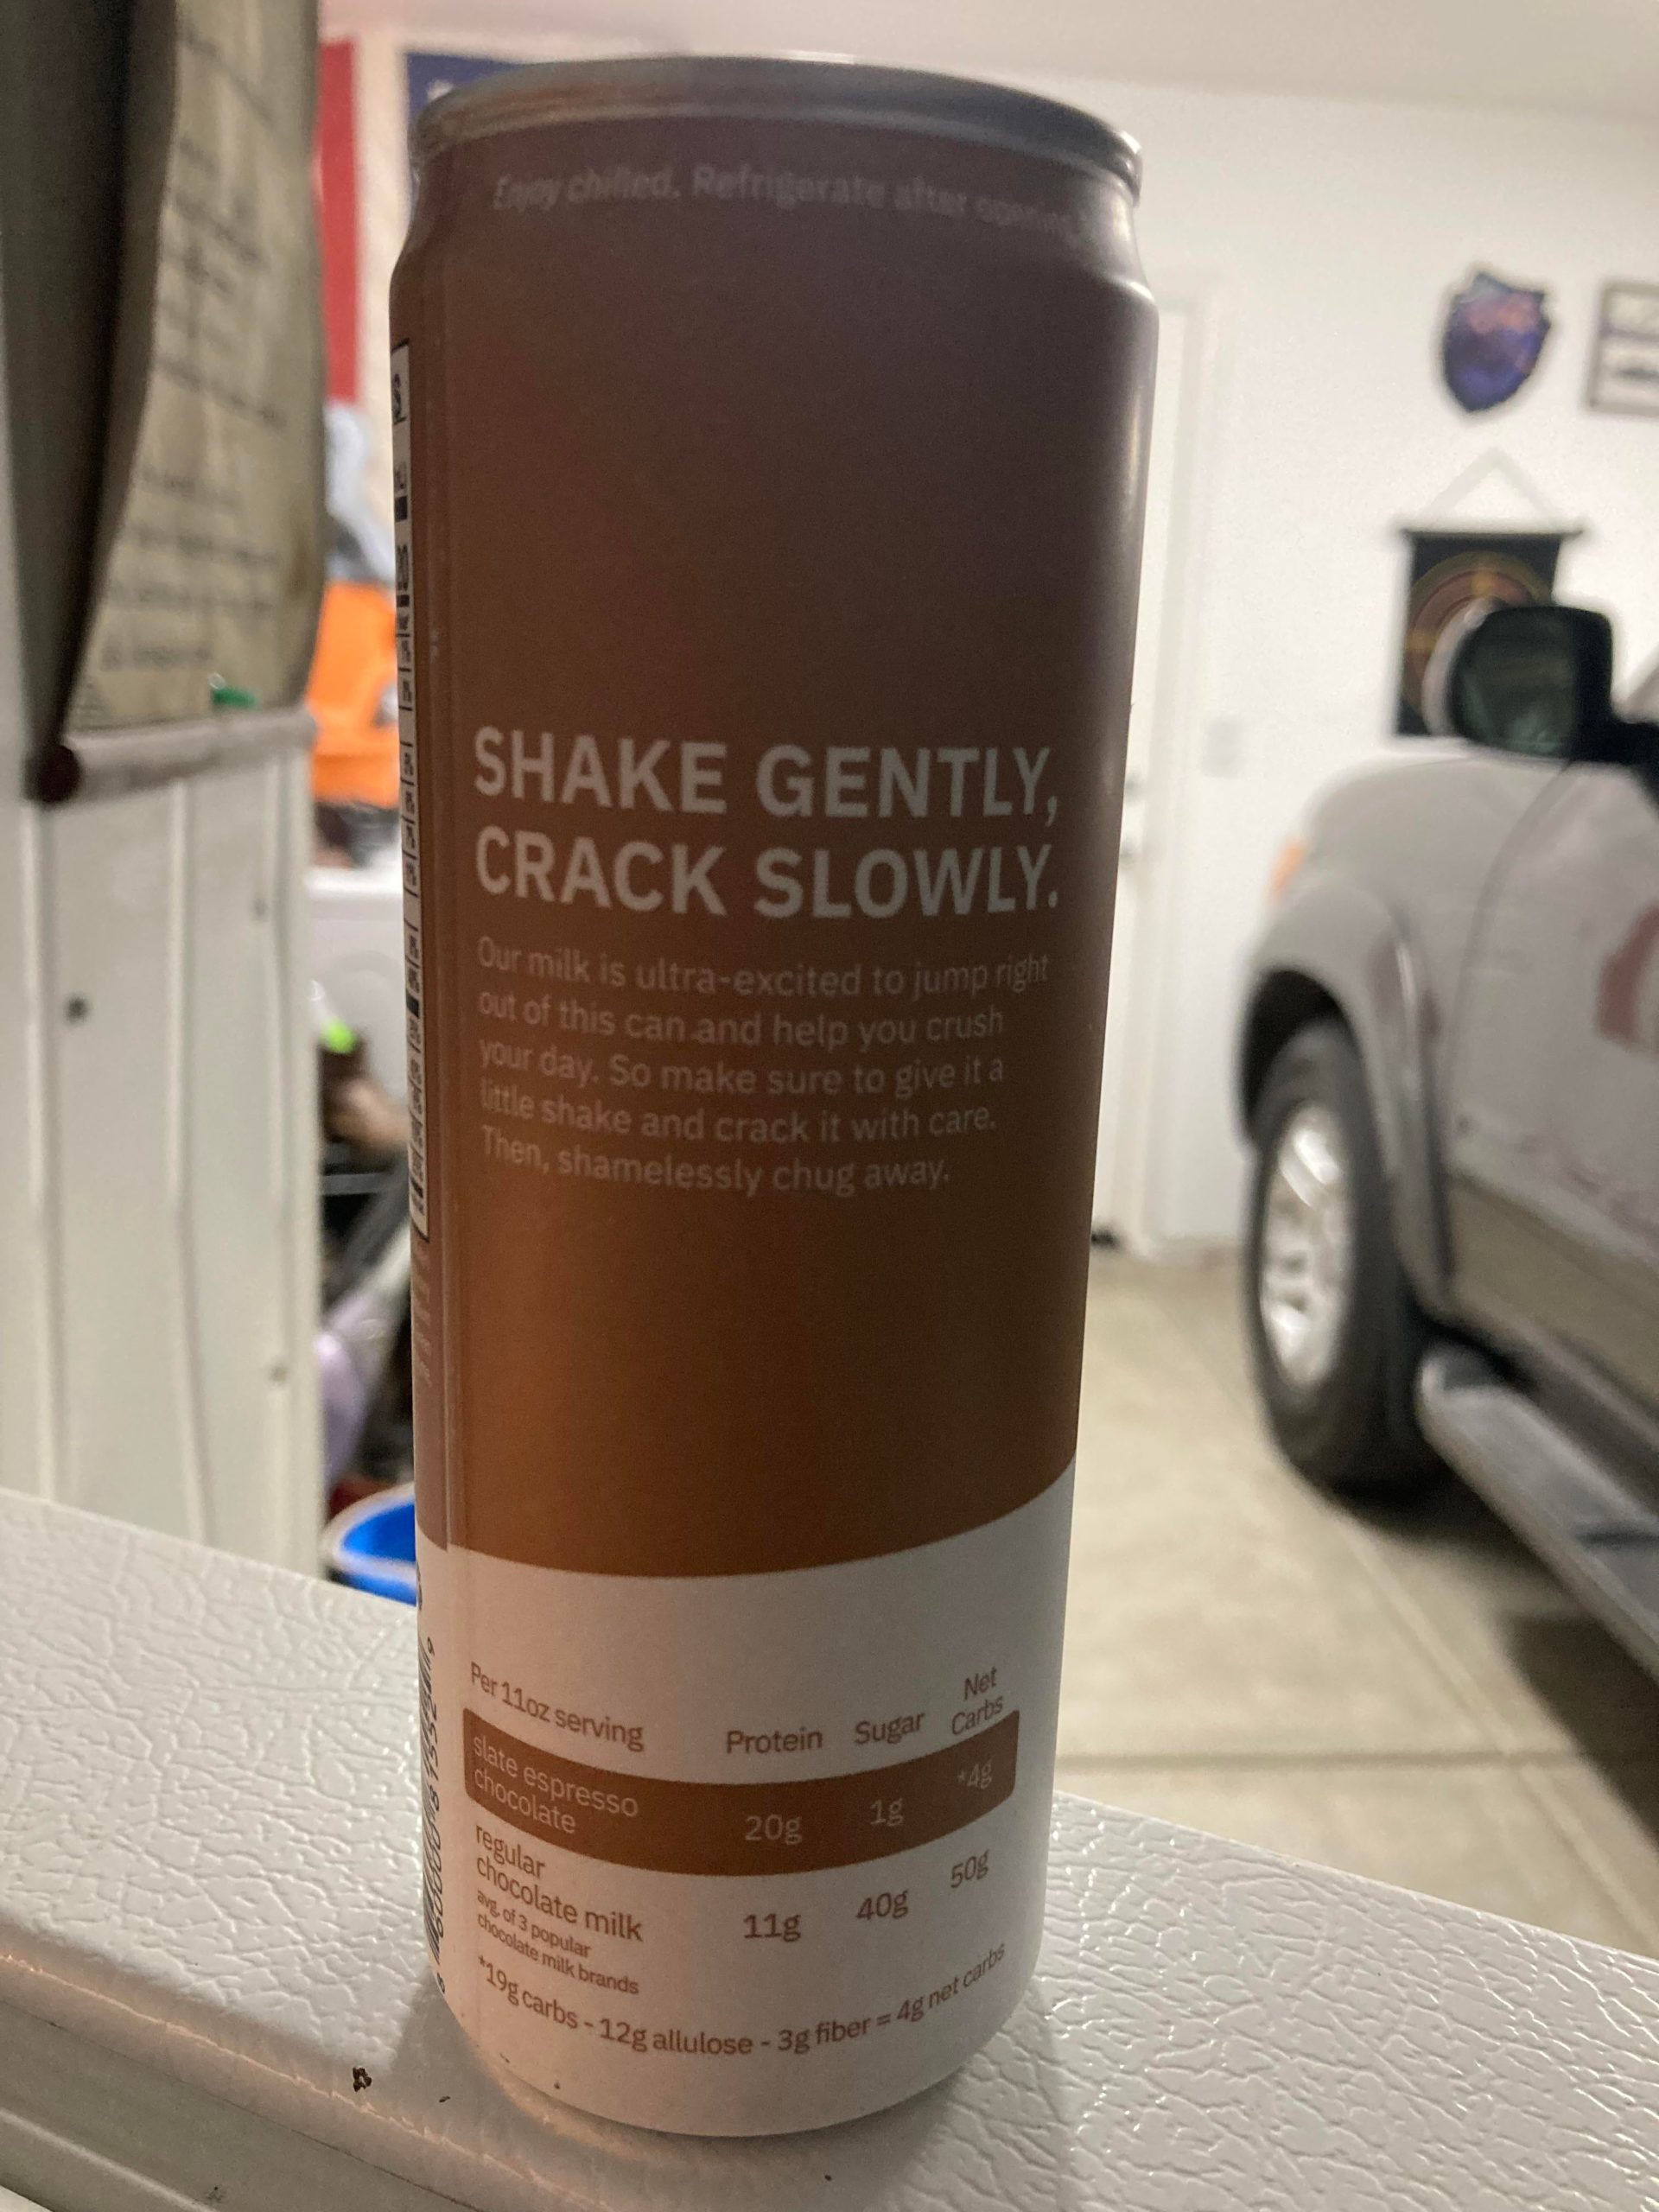 Enjoy chilled. Refrigerate after opening.
SHAKE GENTLY,
CRACK SLOWLY.
Our milk is ultra-excited to jump right
out of this can and help you crush
your day. So make sure to give it a
little shake and crack it with care.
Then, shamelessly chug away.
Per 11oz serving Protein Sugar Net Carbs
slate espresso chocolate 20g 1g *4g
regular chocolate milk 11g 40g 50g
avg. of 3 popular
chocolate milk brands
*19g carbs - 12g allulose - 3g fiber = 4g net carbs